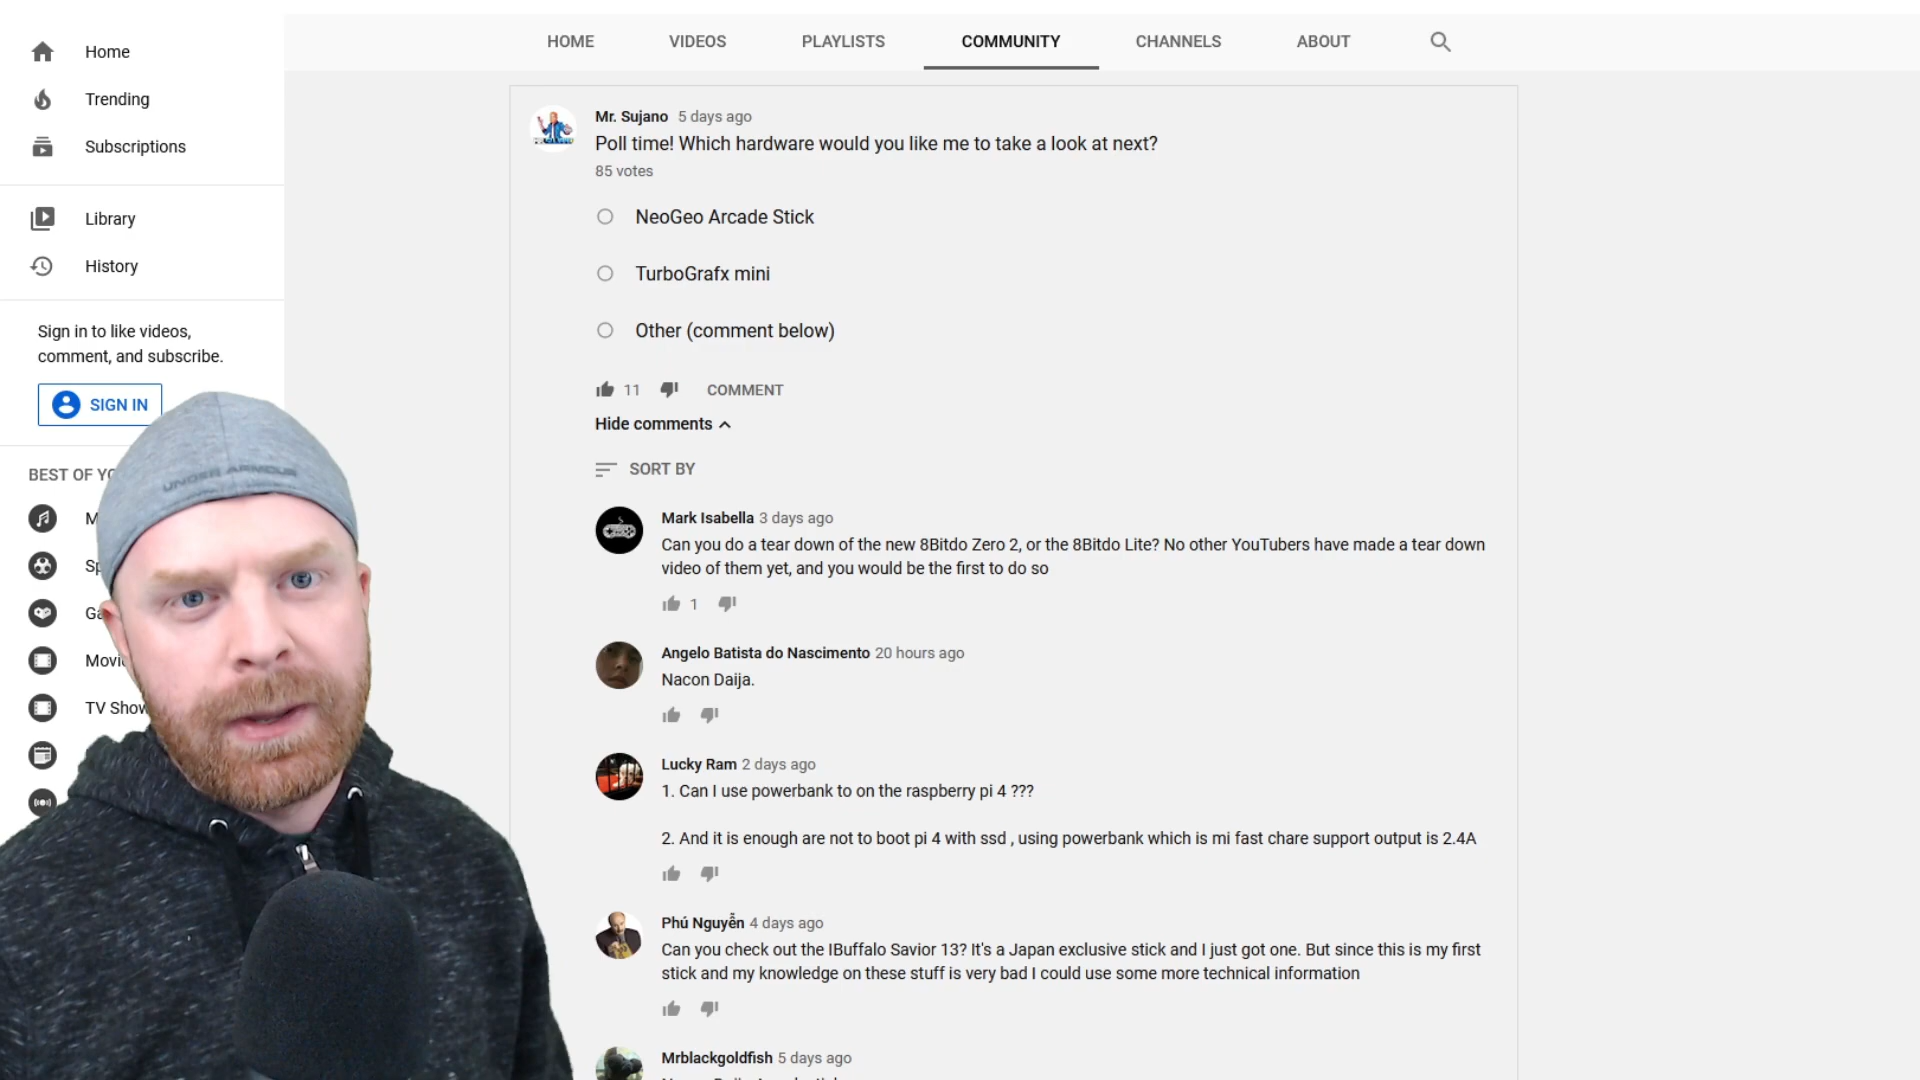 Home
Trending
Subscriptions
Library
History
Sign in to like videos,
comment, and subscribe.
SIGN IN
BEST OF
TV
HOME VIDEOS PLAYLISTS COMMUNITY CHANNELS ABOUT
Mr. Sujano 5 days ago
Poll time! Which hardware would you like me to take a look at next?
85 votes
NeoGeo Arcade Stick
TurboGrafx mini
Other (comment below)
11 COMMENT
Hide comments
SORT BY
Mark Isabella 3 days ago
Can you do a tear down of the new 8Bitdo Zero 2, or the 8Bitdo Lite? No other YouTubers have made a tear down
video of them yet, and you would be the first to do so
1
Angelo Batista do Nascimento 20 hours ago
Nacon Daija.
Lucky Ram 2 days ago
1. Can I use powerbank to on the raspberry pi 4 ???
2. And it is enough are not to boot pi 4 with ssd , using powerbank which is mi fast chare support output is 2.4A
Phú Nguyễn 4 days ago
Can you check out the IBuffalo Savior 13? It's a Japan exclusive stick and I just got one. But since this is my first
stick and my knowledge on these stuff is very bad I could use some more technical information
Mrblackgoldfish 5 days ago
UNDER ARMOUR